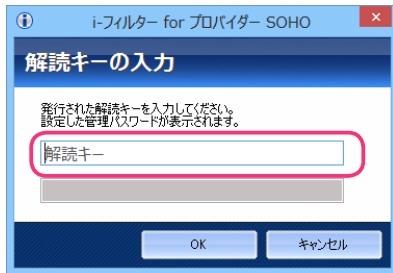 i-フィルター for プロバイダー SOHO
解読キーの入力
発行された解読キーを入力してください。
設定した管理パスワードが表示されます。
解読キー
OK
キャンセル